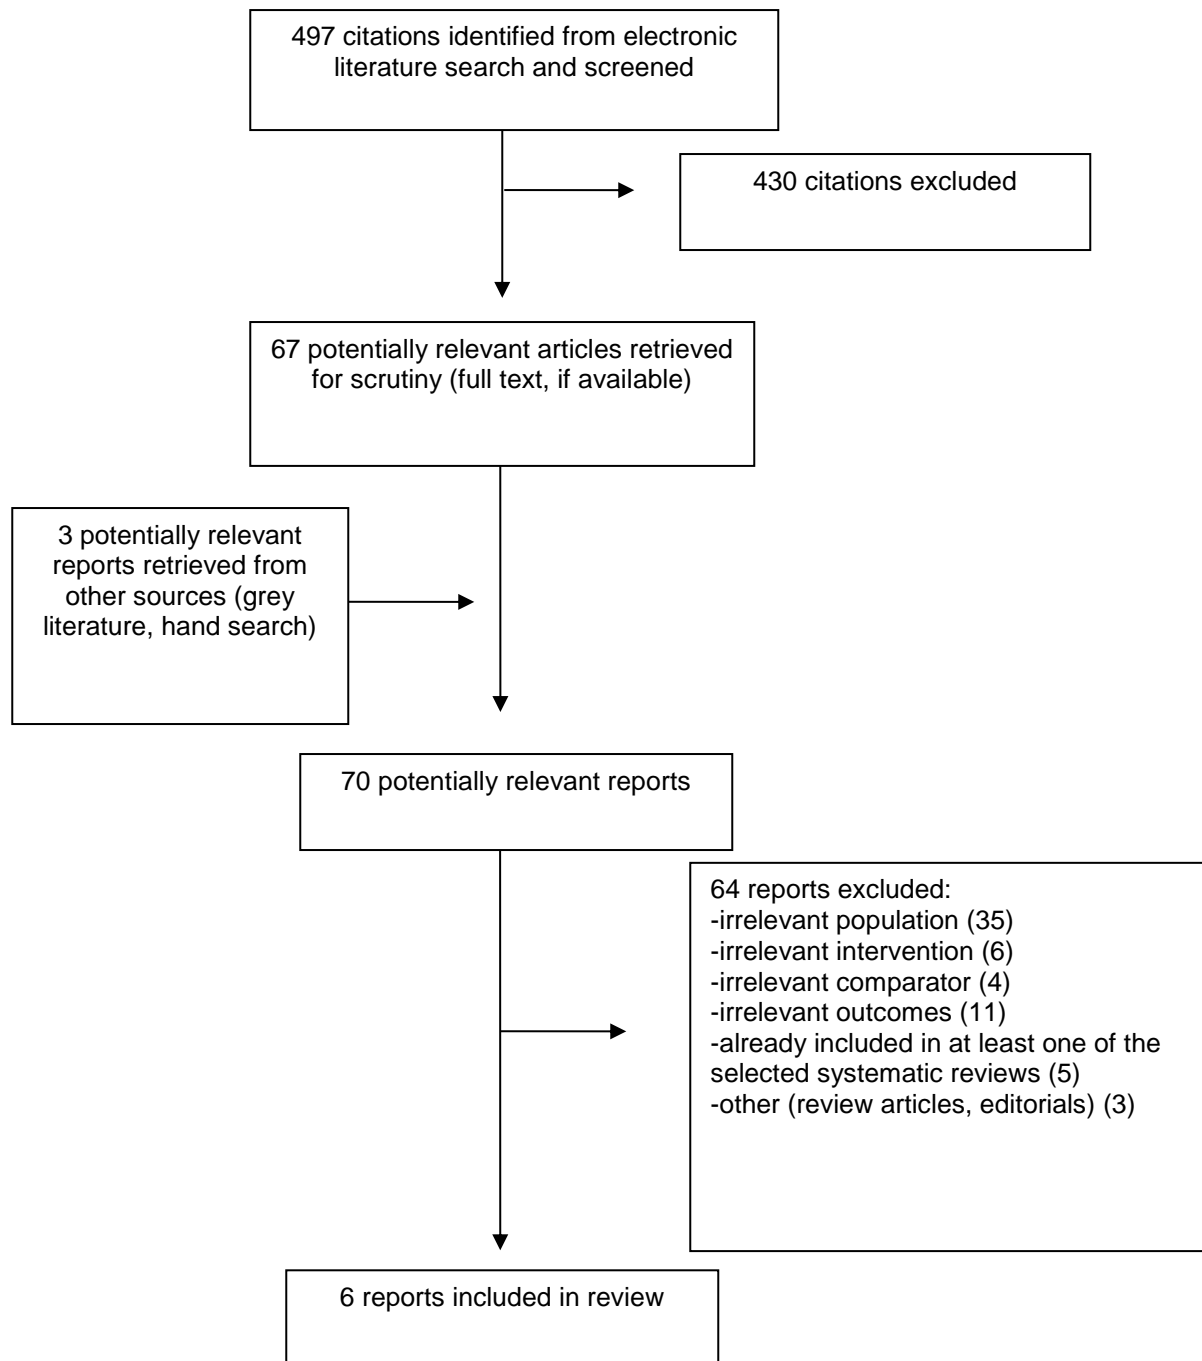 497 citations identified from electronic
literature search and screened
430 citations excluded
67 potentially relevant articles retrieved
for scrutiny (full text, if available)
3 potentially relevant
reports retrieved from
other sources (grey
literature, hand search)
70 potentially relevant reports
64 reports excluded:
-irrelevant population (35)
-irrelevant intervention (6)
-irrelevant comparator (4)
-irrelevant outcomes (11)
-already included in at least one of the
selected systematic reviews (5)
-other (review articles, editorials) (3)
6 reports included in review